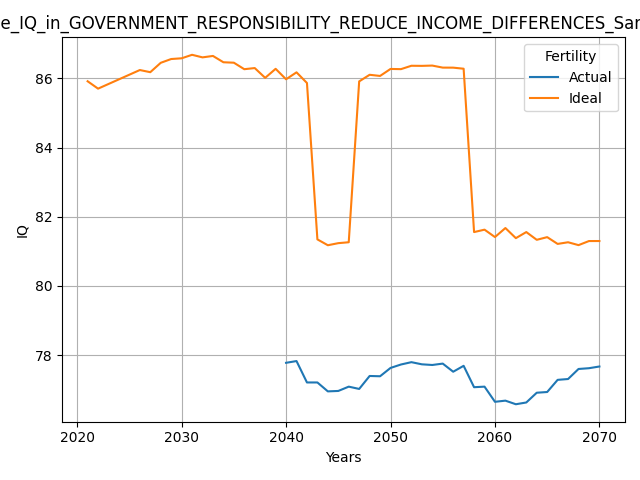 e_IQ_in_GOVERNMENT_RESPONSIBILITY_REDUCE_INCOME_DIFFERENCES_Sar
Fertility
Actual
Ideal
86
84
82
80
78
IQ
2020 2030 2040 2050 2060 2070
Years